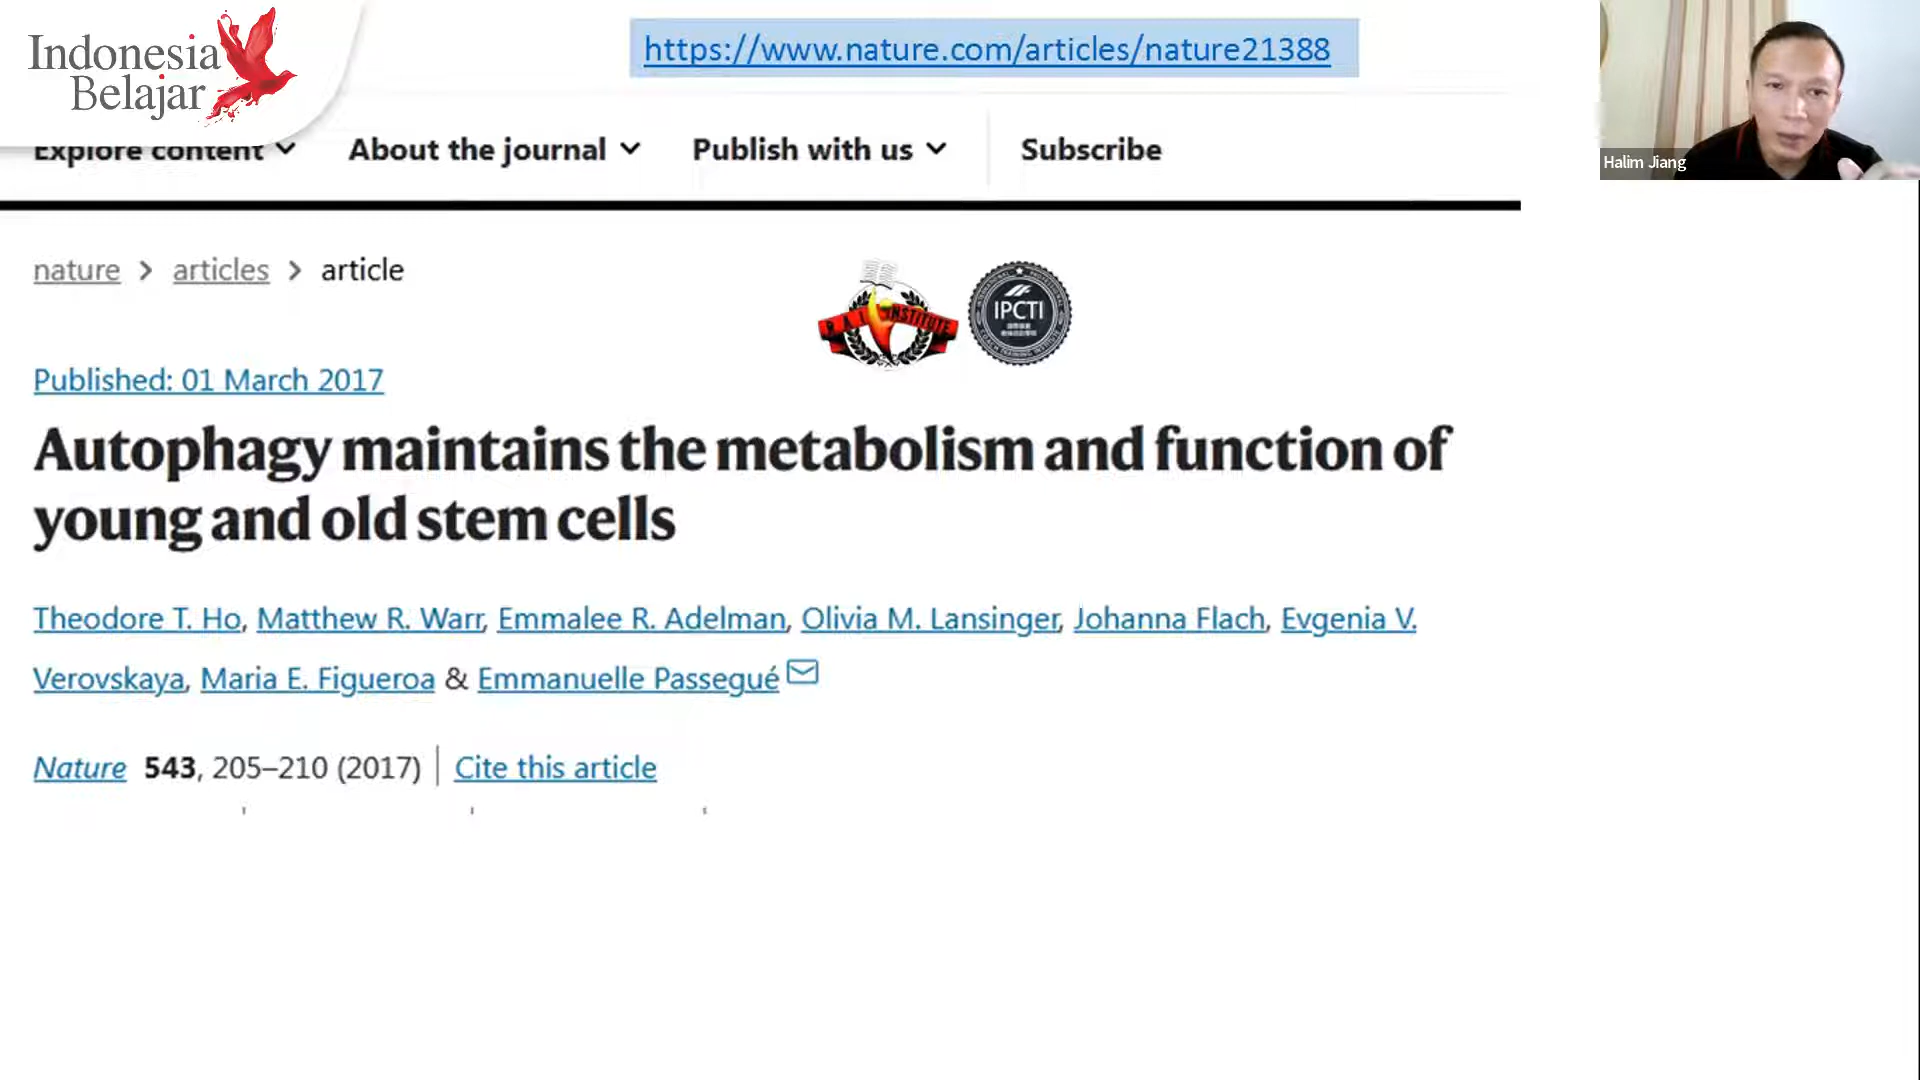 Indonesia
Belajar
https://www.nature.com/articles/nature21388
Halim Jiang
Explore content
About the journal
Publish with us
Subscribe
nature > articles > article
INSTITUTE
IPCTI
Published: 01 March 2017
Autophagy maintains the metabolism and function of
young and old stem cells
Theodore T. Ho, Matthew R. Warr, Emmalee R. Adelman, Olivia M. Lansinger, Johanna Flach, Evgenia V.
Verovskaya, Maria E. Figueroa & Emmanuelle Passegué
Nature 543, 205–210 (2017) | Cite this article